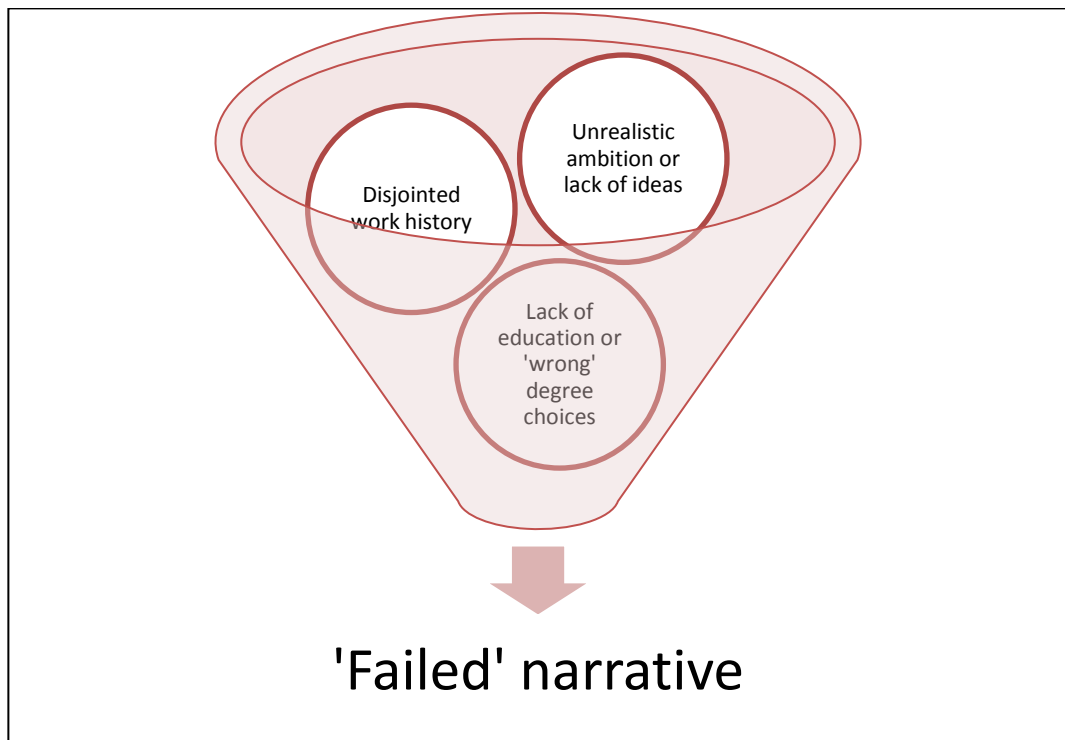 Unrealistic
ambition or
lack of ideas
Disjointed
work history
Lack of
education or
'wrong'
degree
choices
'Failed' narrative